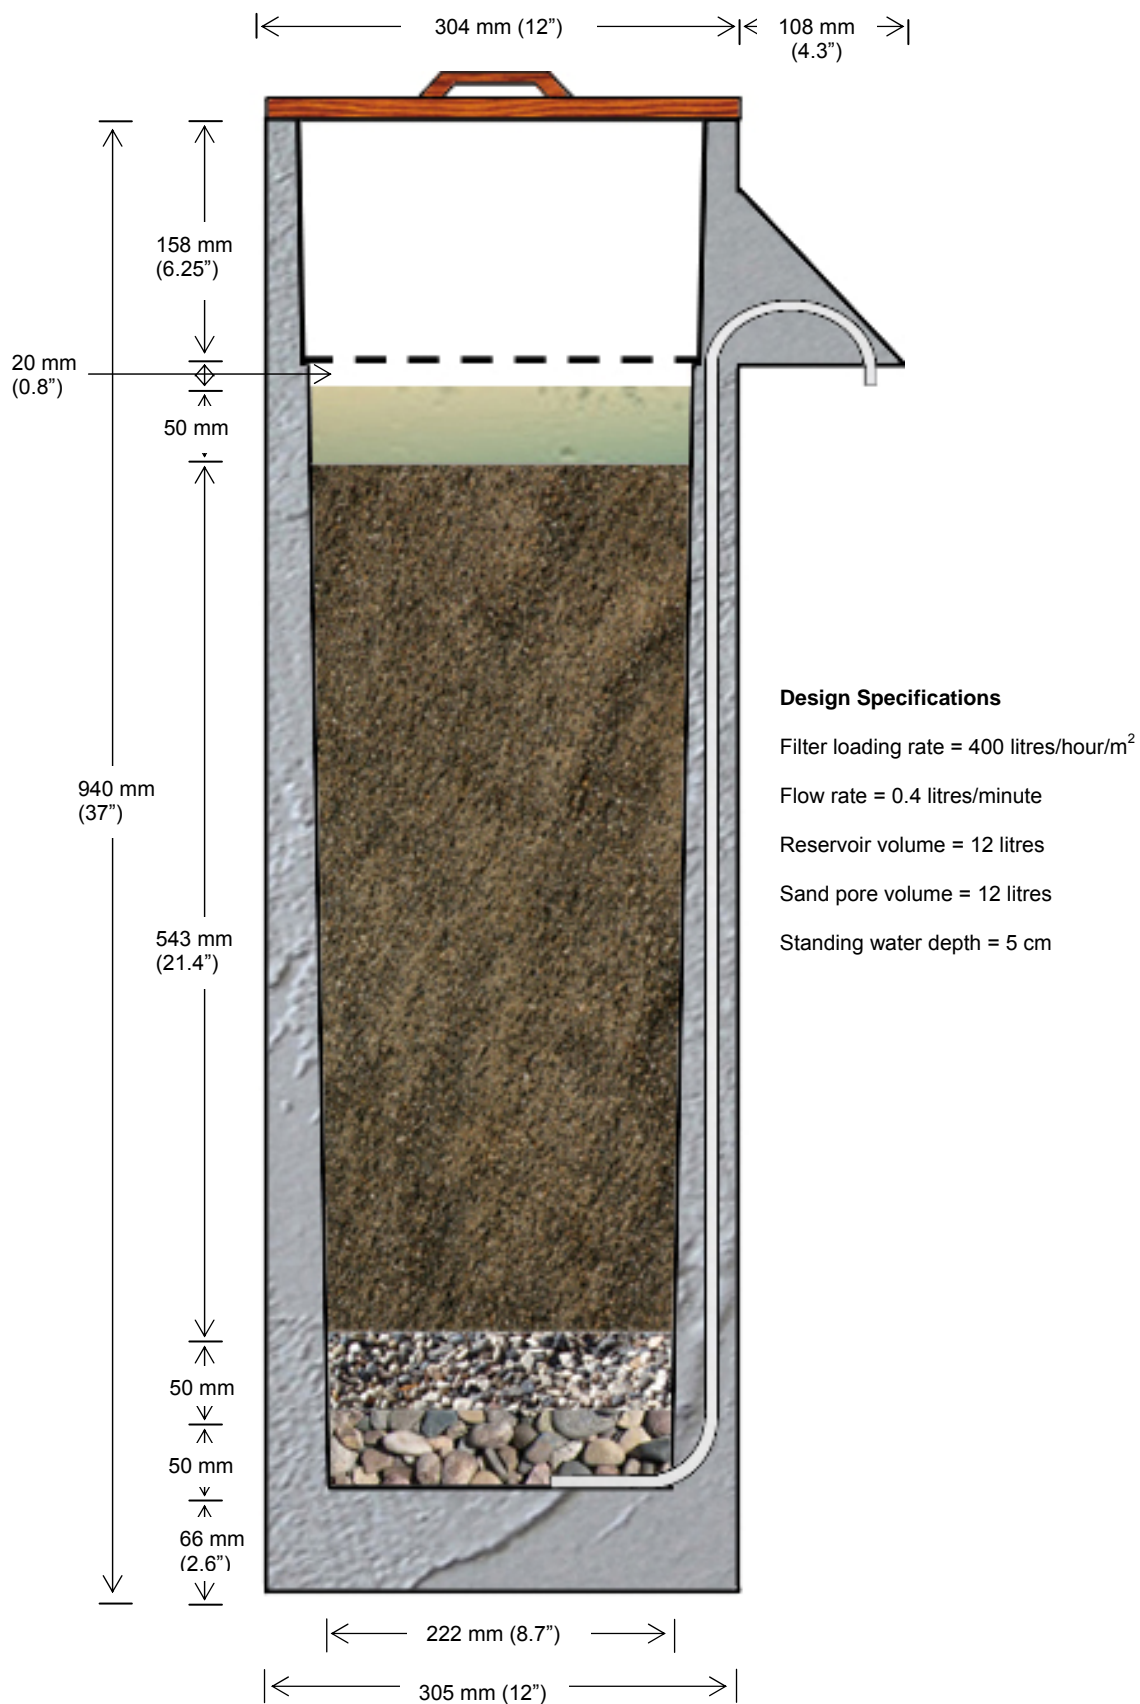 304 mm (12”)
108 mm
(4.3”)
158 mm
(6.25”)
20 mm
(0.8”)
50 mm
Design Specifications
Filter loading rate = 400 litres/hour/m²
940 mm
(37”)
Flow rate = 0.4 litres/minute
Reservoir volume = 12 litres
Sand pore volume = 12 litres
543 mm
(21.4”)
Standing water depth = 5 cm
50 mm
50 mm
66 mm
(2.6”)
222 mm (8.7”)
305 mm (12”)